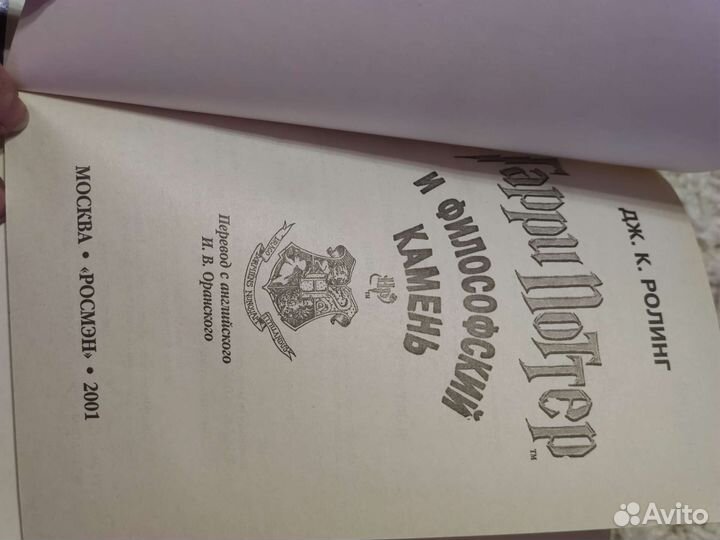 ДЖ. К. РОЛИНГ
Гарри Поттер™
И ФИЛОСОФСКИЙ
КАМЕНЬ
Перевод с английского
И. В. Оранского
МОСКВА • «РОСМЭН» • 2001
Avito